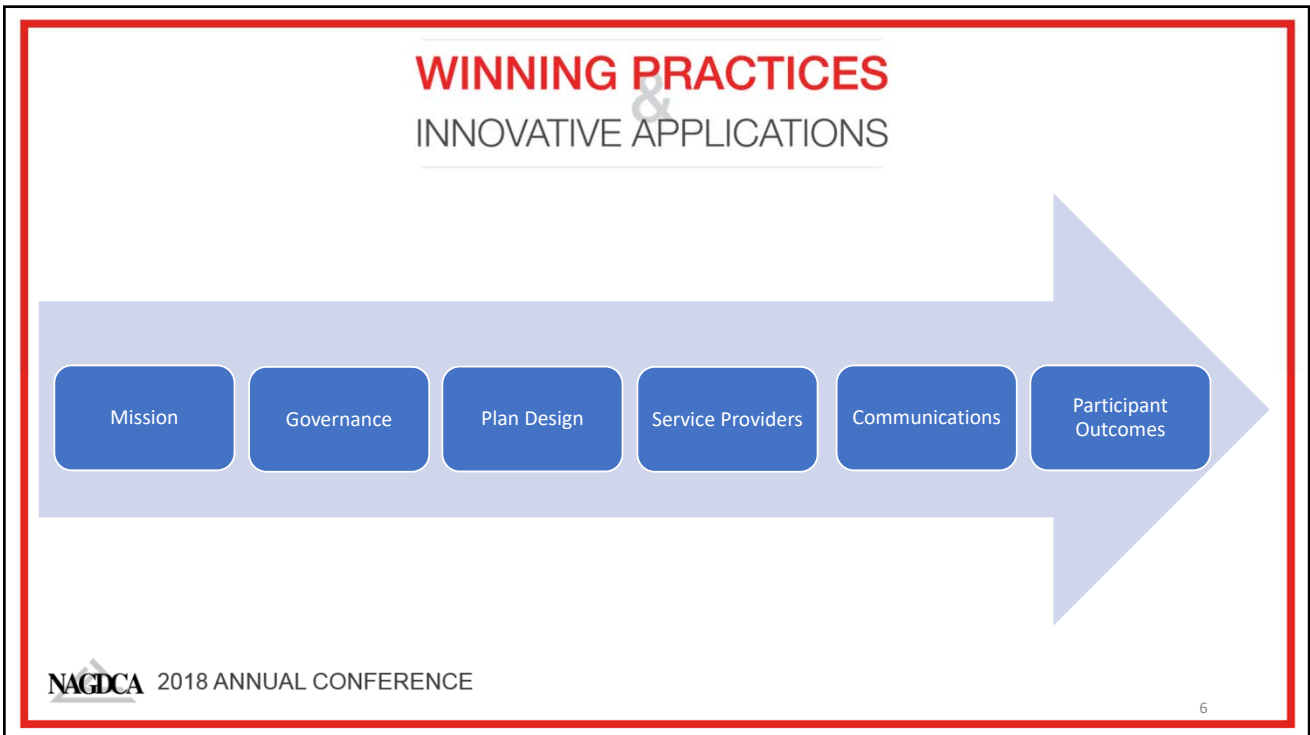 WINNING PRACTICES
&
INNOVATIVE APPLICATIONS
Mission
Governance
Plan Design
Service Providers
Communications
Participant
Outcomes
NAGDCA 2018 ANNUAL CONFERENCE
6